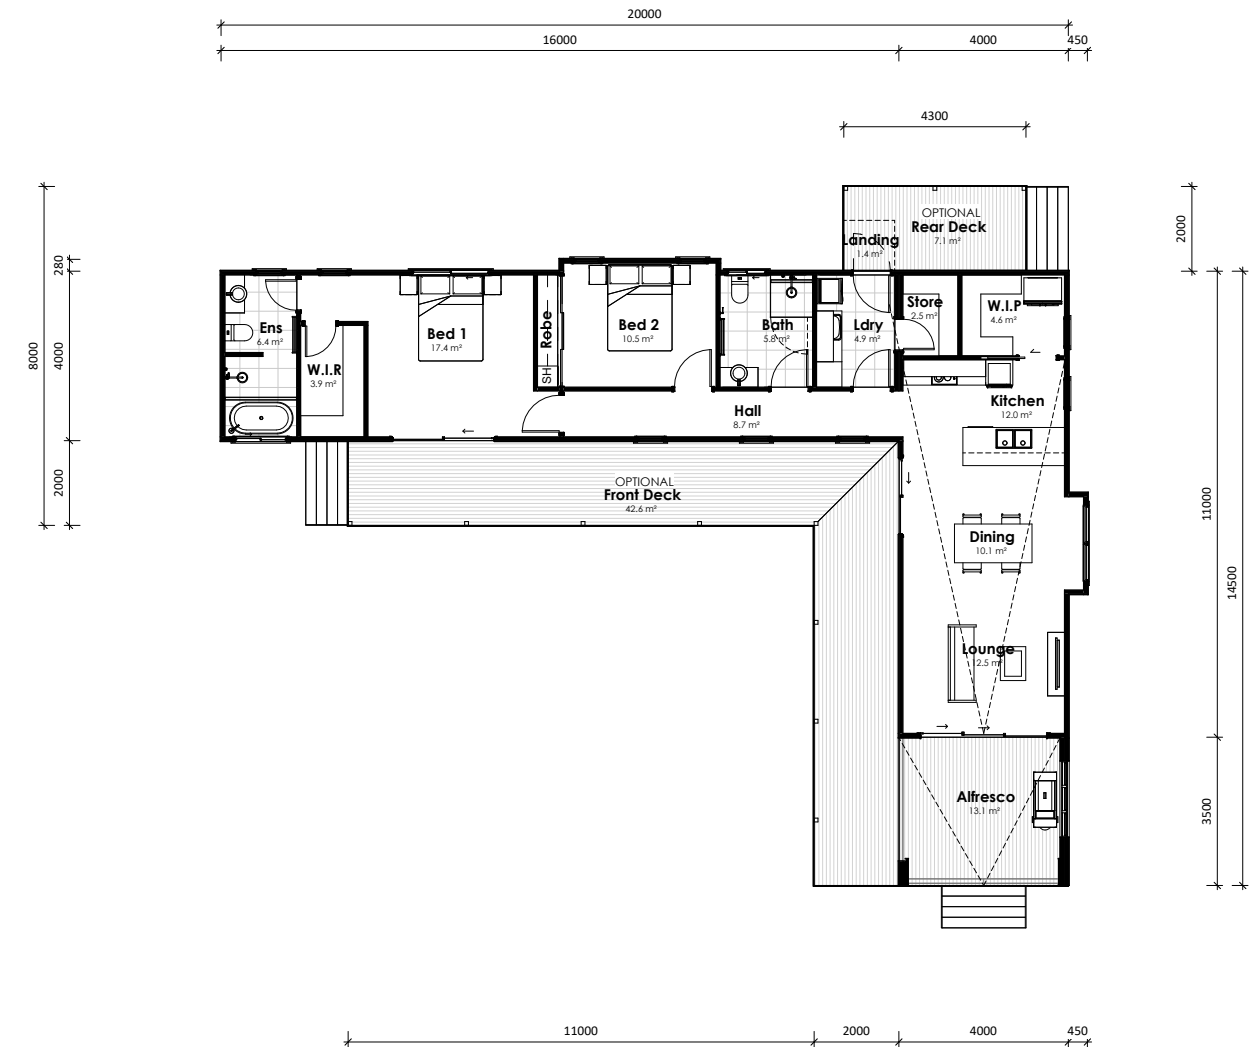 20000
16000
4000
450
4300
OPTIONAL
Rear Deck
7.1 m²
2000
Landing
1.4 m²
280
8000
4000
2000
Ens
6.4 m²
W.I.R
3.9 m²
Bed 1
17.4 m²
Robe
SH
Bed 2
10.5 m²
Bath
5.8 m²
Ldry
4.9 m²
Store
2.5 m²
W.I.P
4.6 m²
Kitchen
12.0 m²
Hall
8.7 m²
OPTIONAL
Front Deck
42.6 m²
Dining
10.1 m²
Lounge
12.5 m²
Alfresco
13.1 m²
11000
14500
3500
11000
2000
4000
450